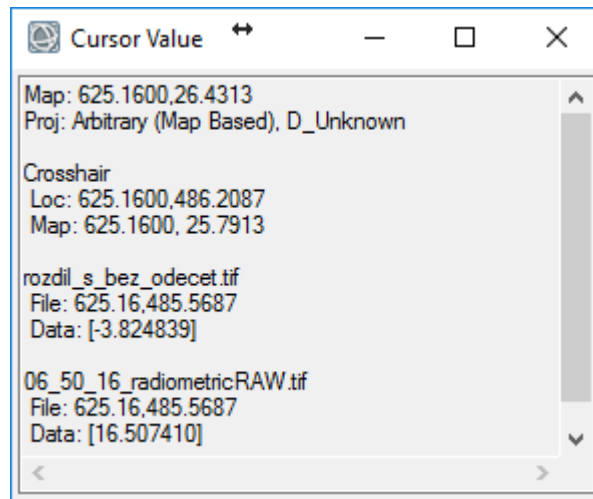 Cursor Value
Map: 625.1600,26.4313
Proj: Arbitrary (Map Based), D_Unknown
Crosshair
Loc: 625.1600,486.2087
Map: 625.1600, 25.7913
rozdil_s_bez_odecet.tif
File: 625.16,485.5687
Data: [-3.824839]
06_50_16_radiometricRAW.tif
File: 625.16,485.5687
Data: [16.507410]